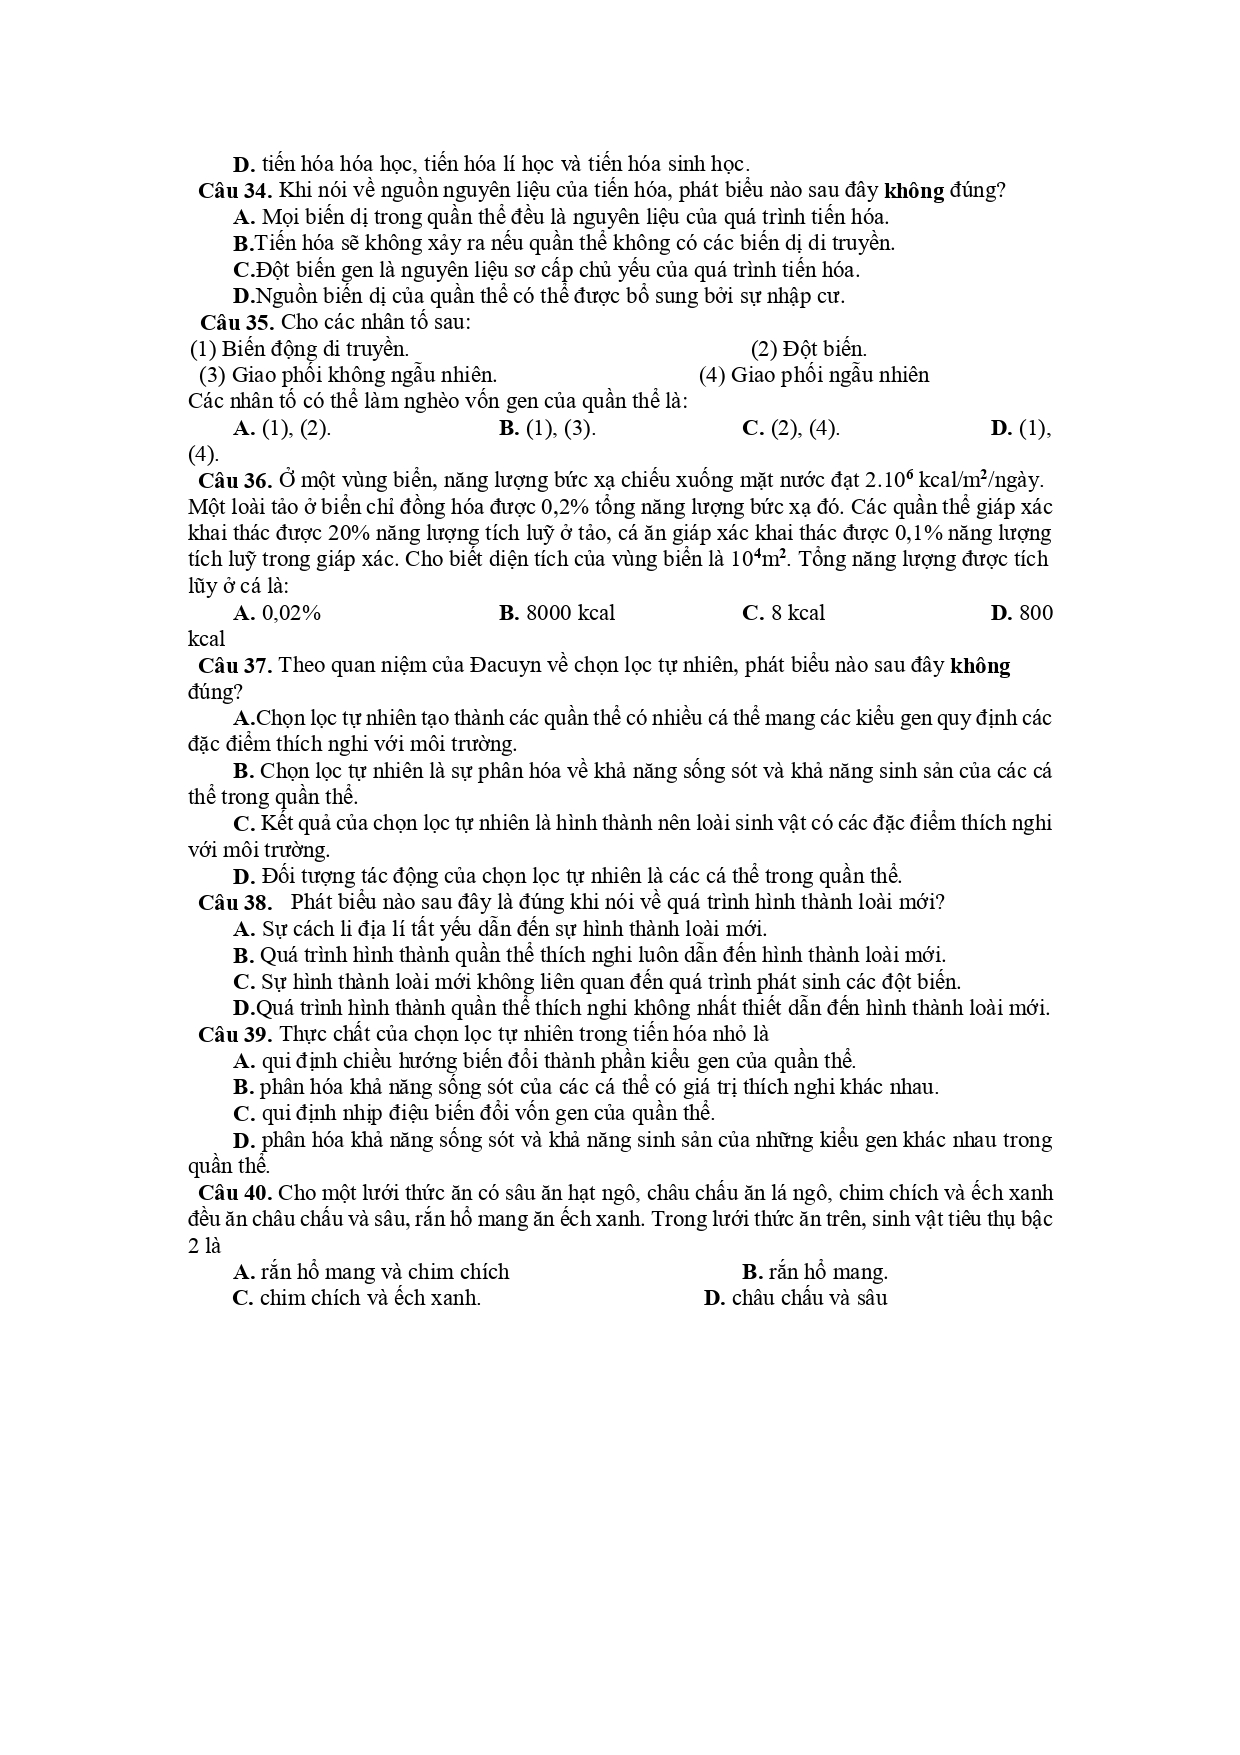 D. tiến hóa hóa học, tiến hóa lí học và tiến hóa sinh học.
Câu 34. Khi nói về nguồn nguyên liệu của tiến hóa, phát biểu nào sau đây không đúng?
A. Mọi biến dị trong quần thể đều là nguyên liệu của quá trình tiến hóa.
B.Tiến hóa sẽ không xảy ra nếu quần thể không có các biến dị di truyền.
C.Đột biến gen là nguyên liệu sơ cấp chủ yếu của quá trình tiến hóa.
D.Nguồn biến dị của quần thể có thể được bổ sung bởi sự nhập cư.
Câu 35. Cho các nhân tố sau:
(1) Biến động di truyền. (2) Đột biến.
(3) Giao phối không ngẫu nhiên. (4) Giao phối ngẫu nhiên
Các nhân tố có thể làm nghèo vốn gen của quần thể là:
A. (1), (2). B. (1), (3). C. (2), (4). D. (1),
(4).
Câu 36. Ở một vùng biển, năng lượng bức xạ chiếu xuống mặt nước đạt 2.10⁶ kcal/m²/ngày.
Một loài tảo ở biển chỉ đồng hóa được 0,2% tổng năng lượng bức xạ đó. Các quần thể giáp xác
khai thác được 20% năng lượng tích luỹ ở tảo, cá ăn giáp xác khai thác được 0,1% năng lượng
tích luỹ trong giáp xác. Cho biết diện tích của vùng biển là 10⁴m². Tổng năng lượng được tích
lũy ở cá là:
A. 0,02% B. 8000 kcal C. 8 kcal D. 800
kcal
Câu 37. Theo quan niệm của Đacuyn về chọn lọc tự nhiên, phát biểu nào sau đây không
đúng?
A.Chọn lọc tự nhiên tạo thành các quần thể có nhiều cá thể mang các kiểu gen quy định các
đặc điểm thích nghi với môi trường.
B. Chọn lọc tự nhiên là sự phân hóa về khả năng sống sót và khả năng sinh sản của các cá
thể trong quần thể.
C. Kết quả của chọn lọc tự nhiên là hình thành nên loài sinh vật có các đặc điểm thích nghi
với môi trường.
D. Đối tượng tác động của chọn lọc tự nhiên là các cá thể trong quần thể.
Câu 38. Phát biểu nào sau đây là đúng khi nói về quá trình hình thành loài mới?
A. Sự cách li địa lí tất yếu dẫn đến sự hình thành loài mới.
B. Quá trình hình thành quần thể thích nghi luôn dẫn đến hình thành loài mới.
C. Sự hình thành loài mới không liên quan đến quá trình phát sinh các đột biến.
D.Quá trình hình thành quần thể thích nghi không nhất thiết dẫn đến hình thành loài mới.
Câu 39. Thực chất của chọn lọc tự nhiên trong tiến hóa nhỏ là
A. qui định chiều hướng biến đổi thành phần kiểu gen của quần thể.
B. phân hóa khả năng sống sót của các cá thể có giá trị thích nghi khác nhau.
C. qui định nhịp điệu biến đổi vốn gen của quần thể.
D. phân hóa khả năng sống sót và khả năng sinh sản của những kiểu gen khác nhau trong
quần thể.
Câu 40. Cho một lưới thức ăn có sâu ăn hạt ngô, châu chấu ăn lá ngô, chim chích và ếch xanh
đều ăn châu chấu và sâu, rắn hổ mang ăn ếch xanh. Trong lưới thức ăn trên, sinh vật tiêu thụ bậc
2 là
A. rắn hổ mang và chim chích B. rắn hổ mang.
C. chim chích và ếch xanh. D. châu chấu và sâu